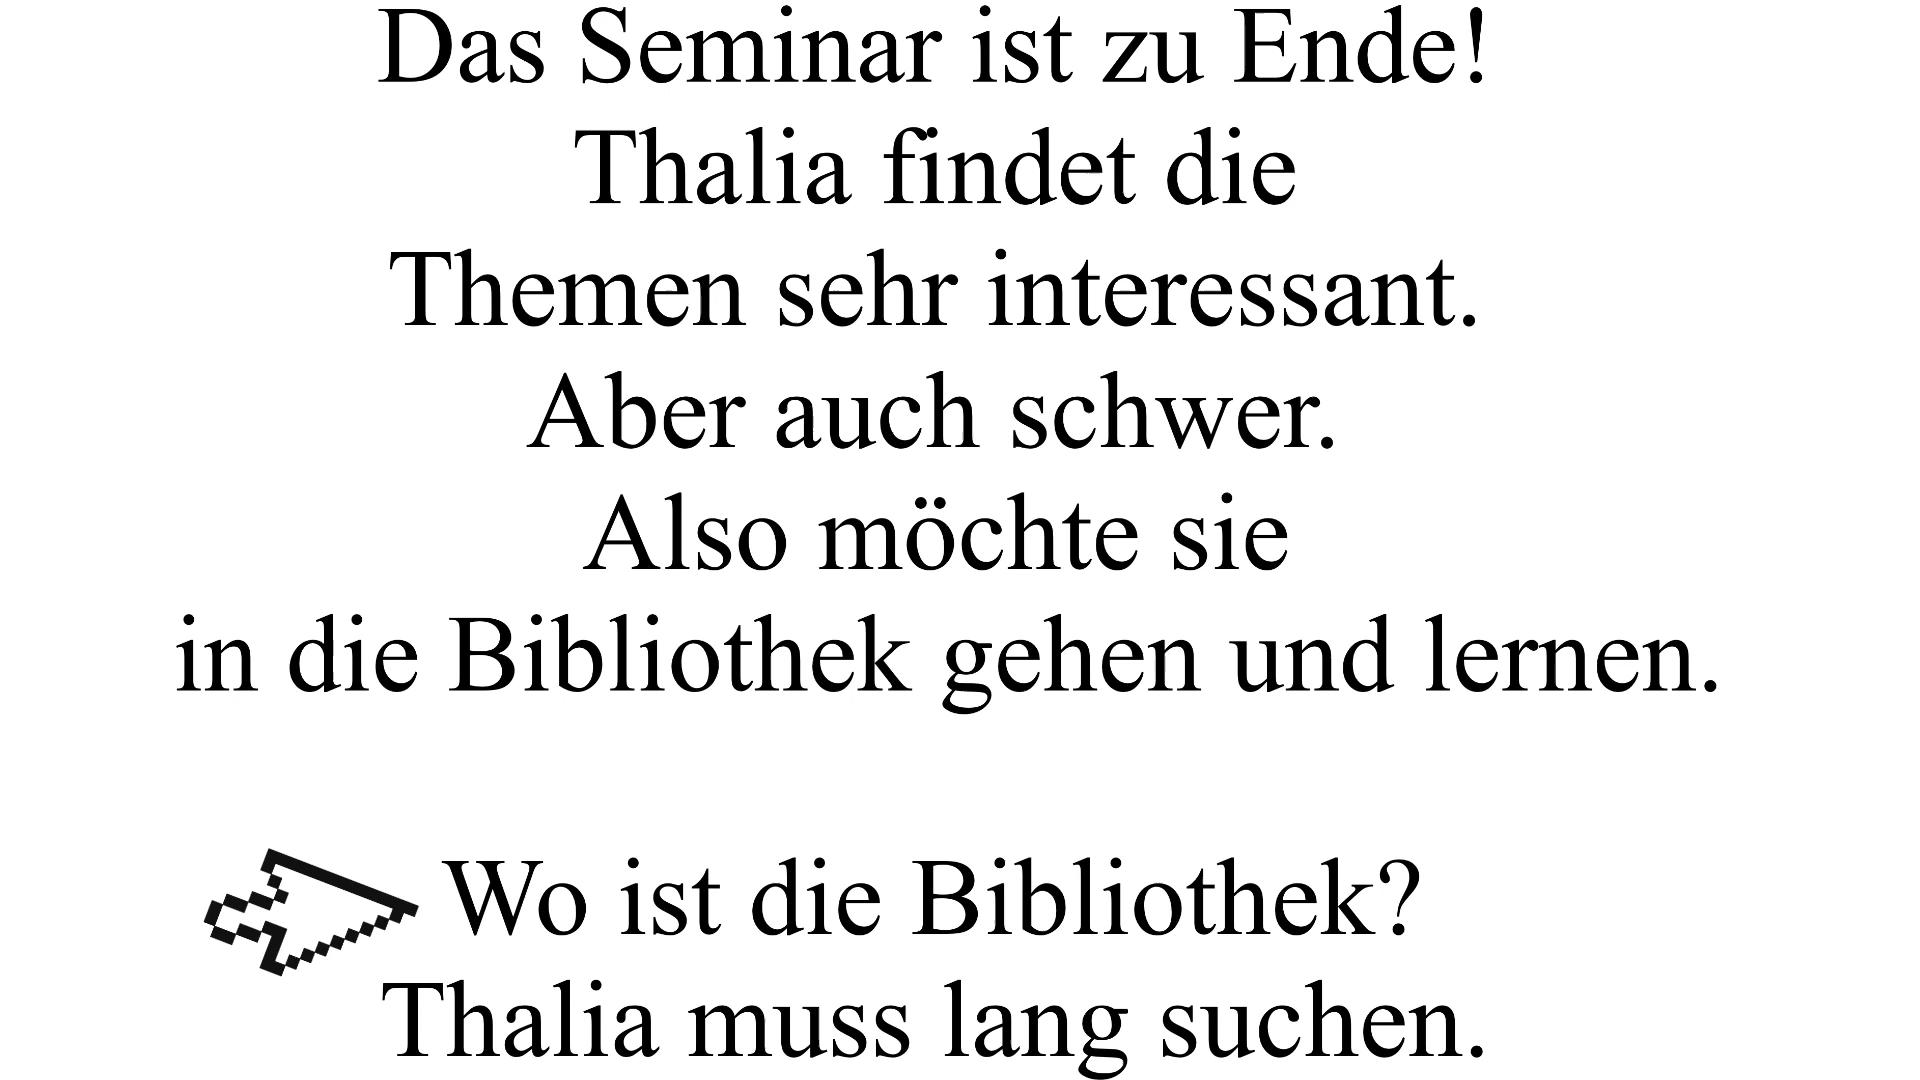 Das Seminar ist zu Ende!
Thalia findet die
Themen sehr interessant.
Aber auch schwer.
Also möchte sie
in die Bibliothek gehen und lernen.
Wo ist die Bibliothek?
Thalia muss lang suchen.